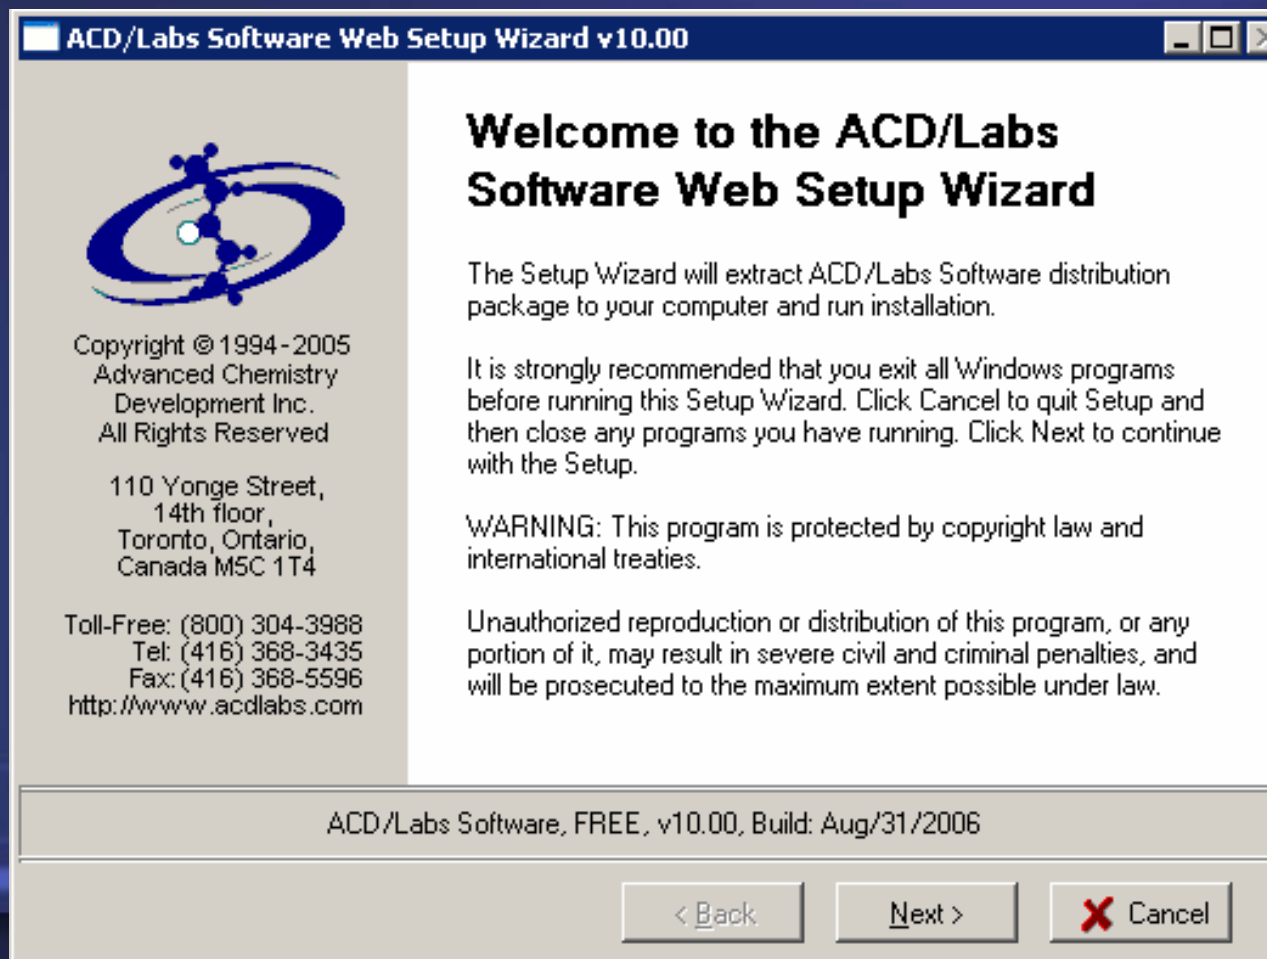 ACD/Labs Software Web Setup Wizard v10.00
Copyright © 1994-2005
Advanced Chemistry
Development Inc.
All Rights Reserved
110 Yonge Street,
14th floor,
Toronto, Ontario,
Canada M5C 1T4
Toll-Free: (800) 304-3988
Tel: (416) 368-3435
Fax: (416) 368-5596
http://www.acdlabs.com
Welcome to the ACD/Labs
Software Web Setup Wizard
The Setup Wizard will extract ACD/Labs Software distribution
package to your computer and run installation.
It is strongly recommended that you exit all Windows programs
before running this Setup Wizard. Click Cancel to quit Setup and
then close any programs you have running. Click Next to continue
with the Setup.
WARNING: This program is protected by copyright law and
international treaties.
Unauthorized reproduction or distribution of this program, or any
portion of it, may result in severe civil and criminal penalties, and
will be prosecuted to the maximum extent possible under law.
ACD/Labs Software, FREE, v10.00, Build: Aug/31/2006
< Back
Next >
Cancel